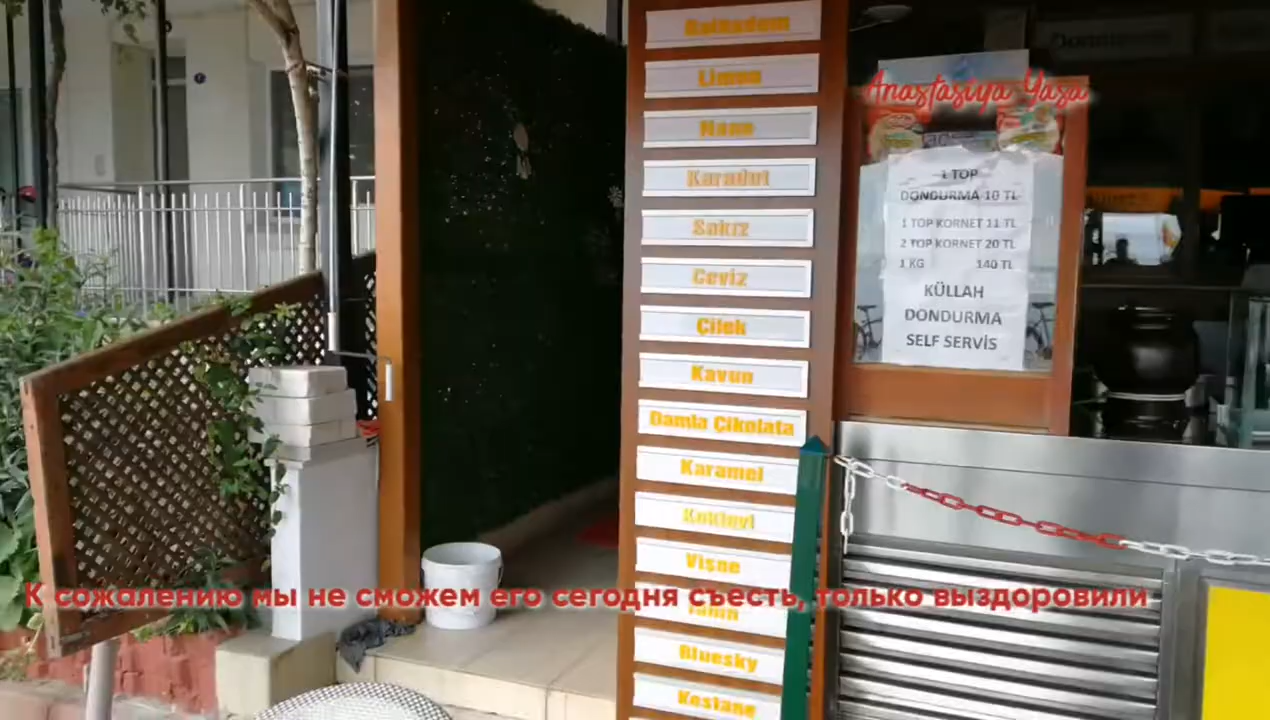 Limon
Nane
Karadut
Sakız
Ceviz
Çilek
Kavun
Damla Çikolata
Karamel
Vişne
Bluesky
Kestane
Anastasiya Yasa
1 TOP
DONDURMA 10 TL
1 TOP KORNET 11 TL
2 TOP KORNET 20 TL
1 KG 140 TL
KÜLLAH
DONDURMA
SELF SERVİS
К сожалению мы не сможем его сегодня съесть, только выздоровили